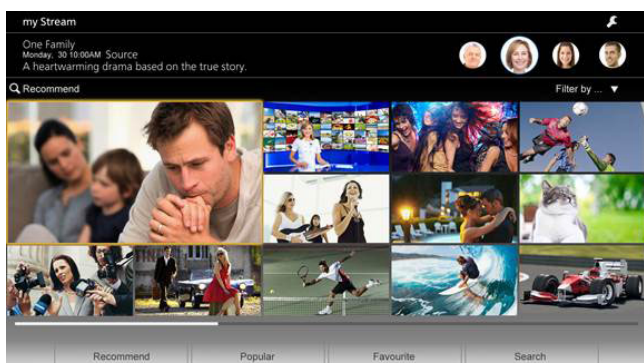 my Stream
One Family
Monday, 30 10:00AM Source
A heartwarming drama based on the true story.
Recommend
Filter by ... ▼
Recommend
Popular
Favourite
Search